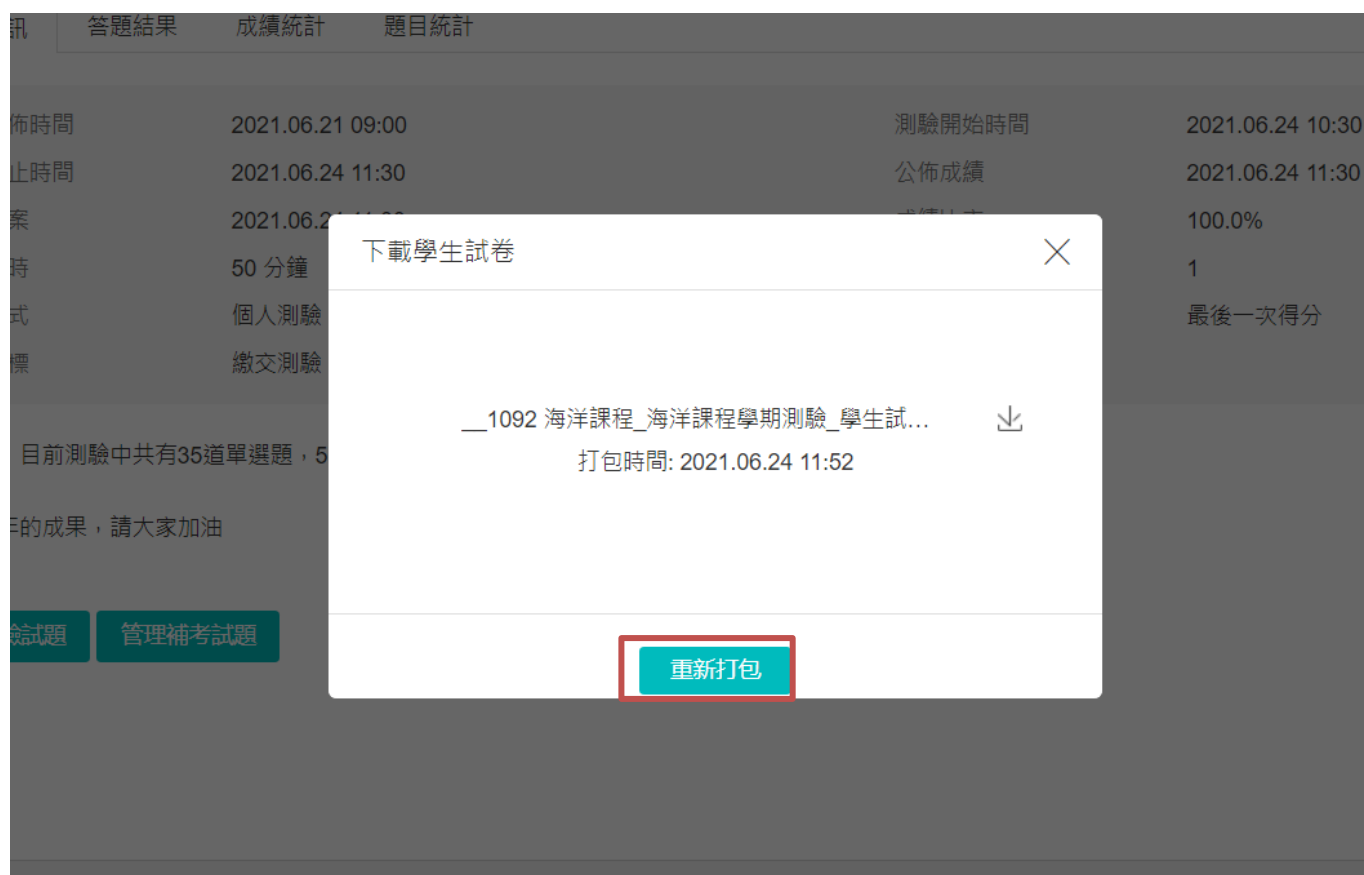 訊 答題結果 成績統計 題目統計
佈時間 2021.06.21 09:00 測驗開始時間 2021.06.24 10:30
止時間 2021.06.24 11:30 公佈成績 2021.06.24 11:30
案 2021.06.2 100.0%
時 50 分鐘 1
式 個人測驗 最後一次得分
標 繳交測驗
下載學生試卷
__1092 海洋課程_海洋課程學期測驗_學生試...
打包時間: 2021.06.24 11:52
目前測驗中共有35道單選題，5
的成果，請大家加油
試題 管理補考試題
重新打包